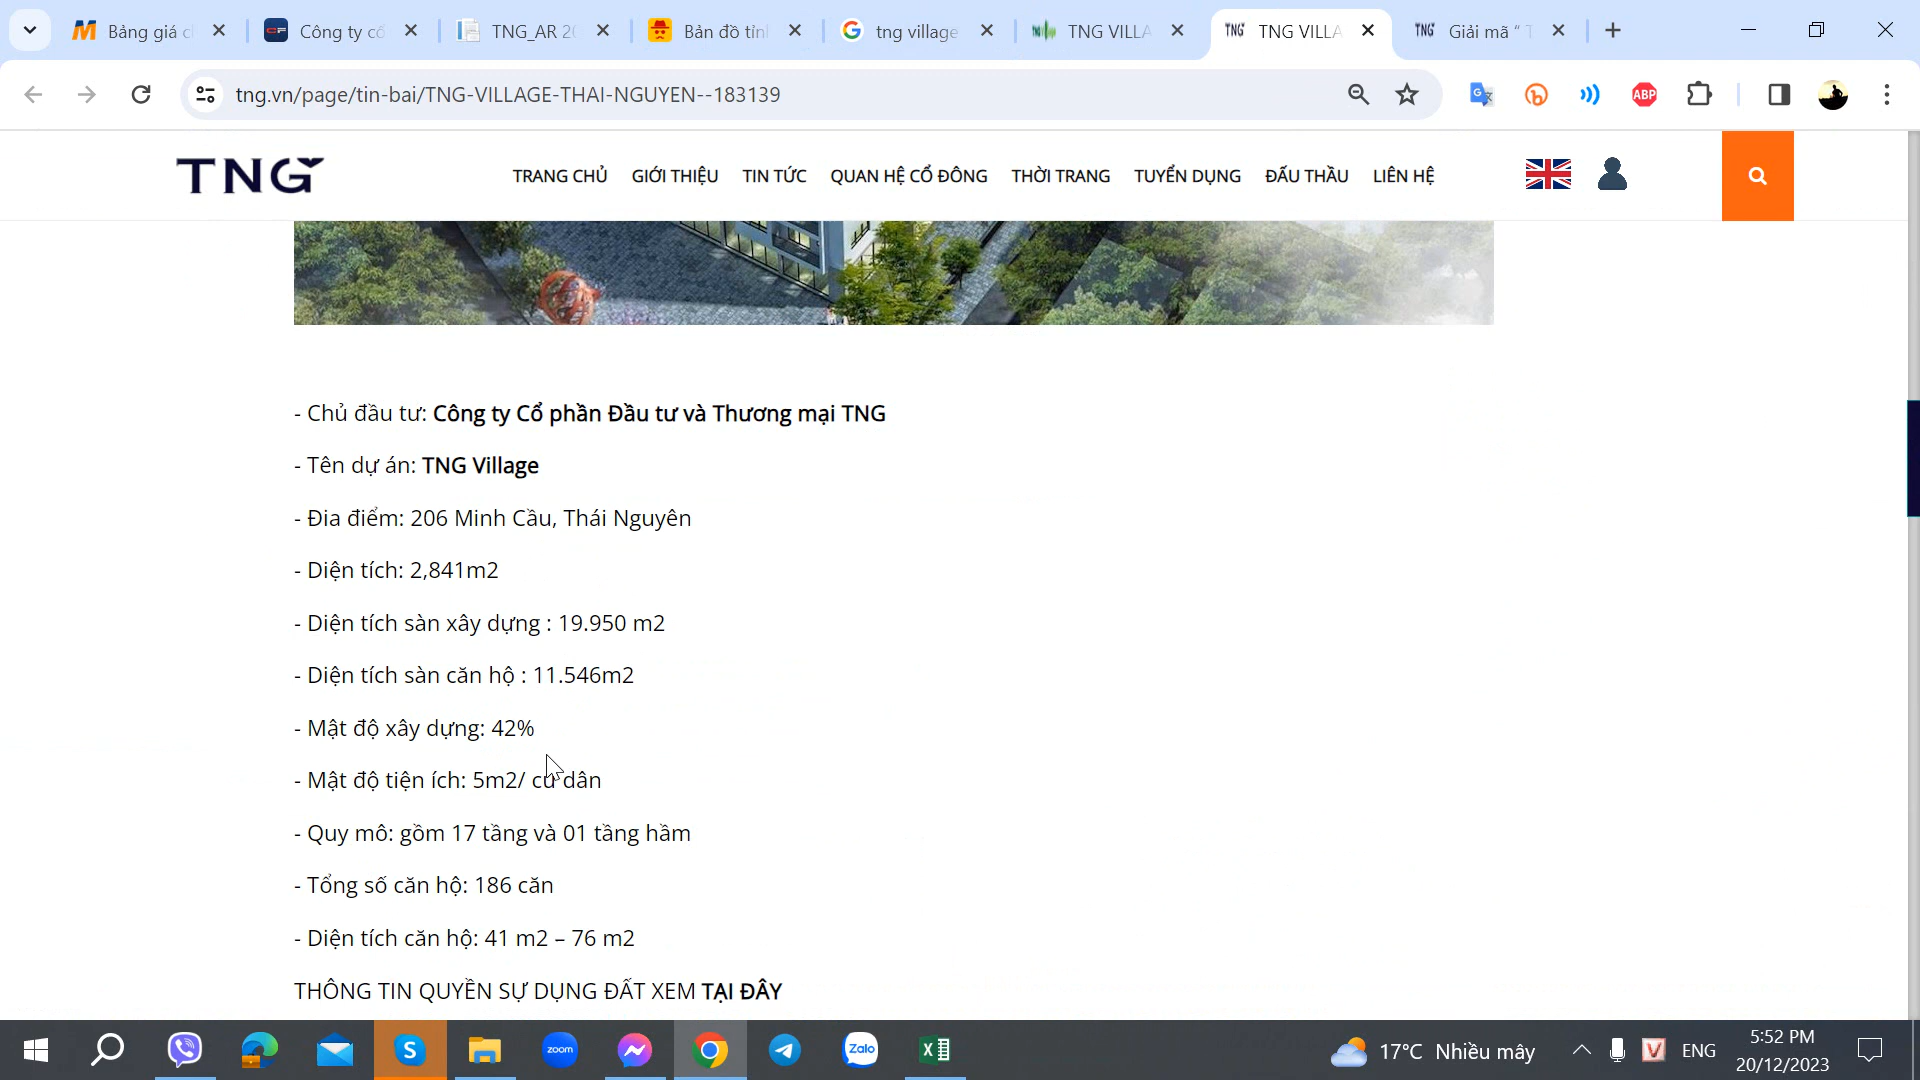 Bảng giá c
Công ty cổ
TNG_AR 20
Bản đồ tỉnh
tng village
TNG VILLA
TNG VILLA
Giải mã “ T
tng.vn/page/tin-bai/TNG-VILLAGE-THAI-NGUYEN--183139
ABP
TNG
TRANG CHỦ
GIỚI THIỆU
TIN TỨC
QUAN HỆ CỔ ĐÔNG
THỜI TRANG
TUYỂN DỤNG
ĐẤU THẦU
LIÊN HỆ
- Chủ đầu tư: Công ty Cổ phần Đầu tư và Thương mại TNG
- Tên dự án: TNG Village
- Đia điểm: 206 Minh Cầu, Thái Nguyên
- Diện tích: 2,841m2
- Diện tích sàn xây dựng : 19.950 m2
- Diện tích sàn căn hộ : 11.546m2
- Mật độ xây dựng: 42%
- Mật độ tiện ích: 5m2/ cư dân
- Quy mô: gồm 17 tầng và 01 tầng hầm
- Tổng số căn hộ: 186 căn
- Diện tích căn hộ: 41 m2 – 76 m2
THÔNG TIN QUYỀN SỰ DỤNG ĐẤT XEM TẠI ĐÂY
zoom
Zalo
17°C Nhiều mây
ENG
5:52 PM
20/12/2023